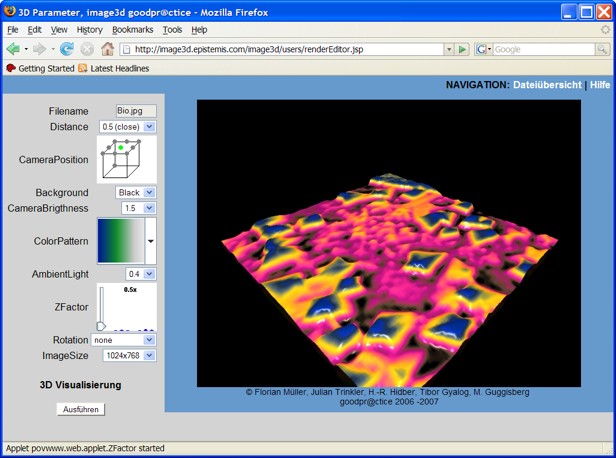 3D Parameter, image3d goodpr@ctice - Mozilla Firefox
File Edit View History Bookmarks Tools Help
http://image3d.epistemis.com/image3d/users/renderEditor.jsp
Google
Getting Started Latest Headlines
NAVIGATION: Dateiübersicht | Hilfe
Filename Bio.jpg
Distance 0.5 (close)
CameraPosition
Background Black
CameraBrigthness 1.5
ColorPattern
AmbientLight 0.4
0.5x
ZFactor
Rotation none
ImageSize 1024x768
3D Visualisierung
Ausführen
© Florian Müller, Julian Trinkler, H.-R. Hidber, Tibor Gyalog, M. Guggisberg
goodpr@ctice 2006 -2007
Applet povwww.web.applet.ZFactor started